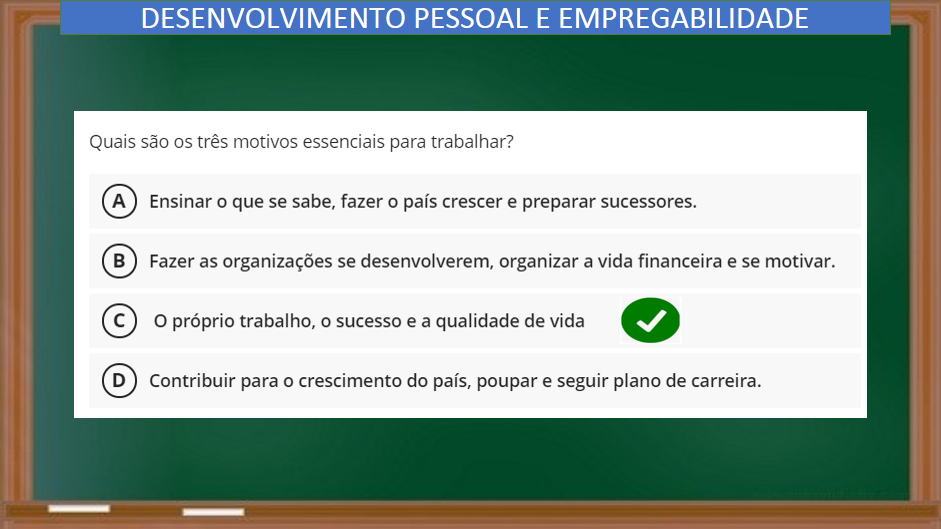 DESENVOLVIMENTO PESSOAL E EMPREGABILIDADE
Quais são os três motivos essenciais para trabalhar?
A Ensinar o que se sabe, fazer o país crescer e preparar sucessores.
B Fazer as organizações se desenvolverem, organizar a vida financeira e se motivar.
C O próprio trabalho, o sucesso e a qualidade de vida
D Contribuir para o crescimento do país, poupar e seguir plano de carreira.